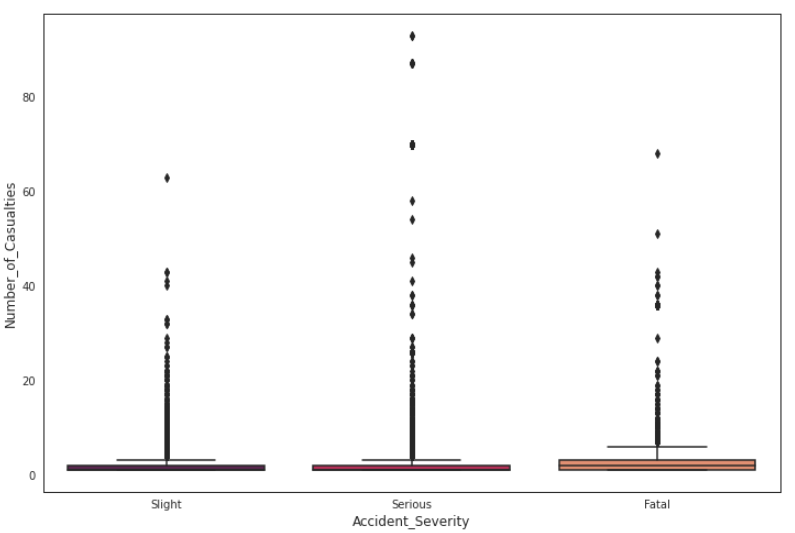 Number_of_Casualties
80
60
40
20
0
Slight Serious Fatal
Accident_Severity